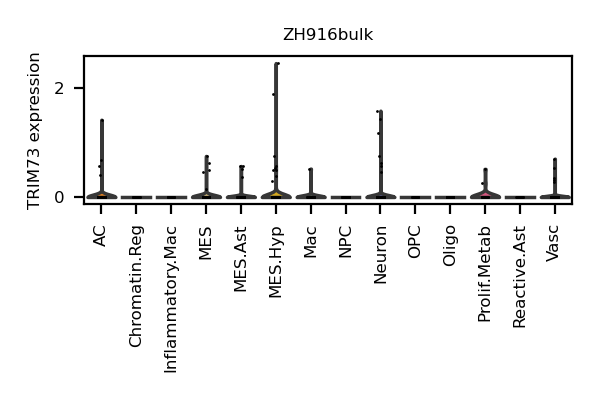 ZH916bulk
TRIM73 expression
2
0
AC
Chromatin.Reg
Inflammatory.Mac
MES
MES.Ast
MES.Hyp
Mac
NPC
Neuron
OPC
Oligo
Prolif.Metab
Reactive.Ast
Vasc